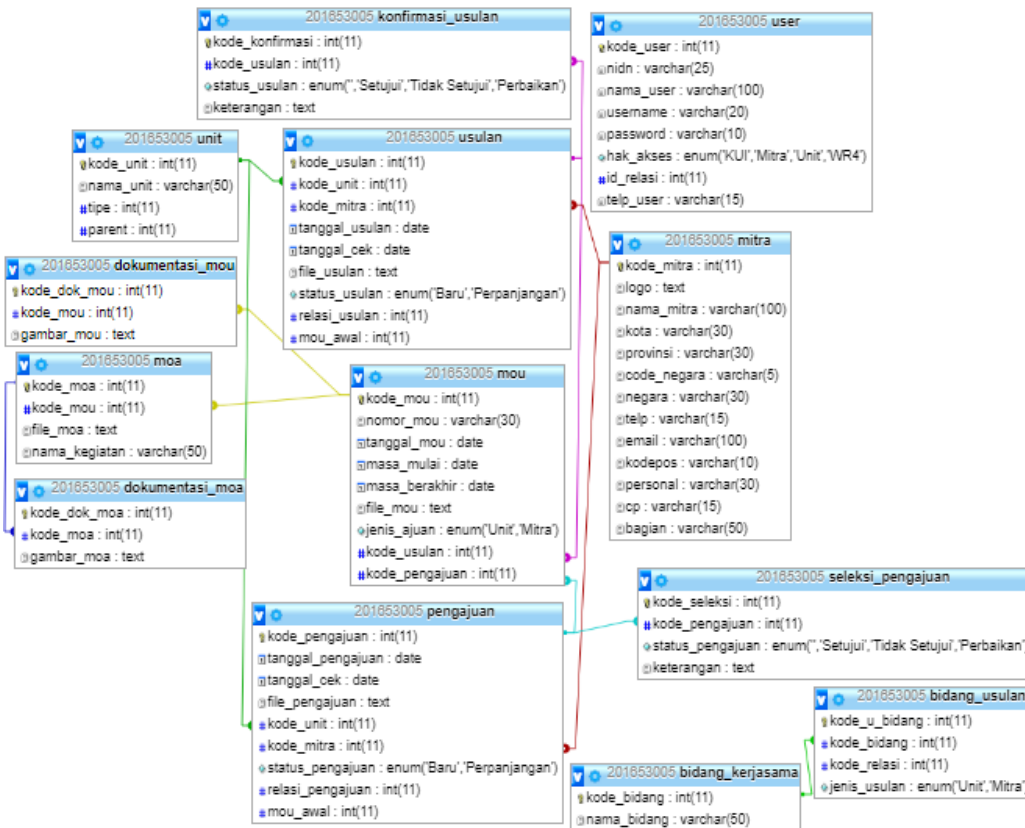 201653005 konfirmasi_usulan
kode_konfirmasi : int(11)
kode_usulan : int(11)
status_usulan : enum('','Setujui','Tidak Setujui','Perbaikan')
keterangan : text
201653005 user
kode_user : int(11)
nidn : varchar(25)
nama_user : varchar(100)
username : varchar(20)
password : varchar(10)
hak_akses : enum('KUI','Mitra','Unit','WR4')
id_relasi : int(11)
telp_user : varchar(15)
201653005 unit
kode_unit : int(11)
nama_unit : varchar(50)
tipe : int(11)
parent : int(11)
201653005 usulan
kode_usulan : int(11)
kode_unit : int(11)
kode_mitra : int(11)
tanggal_usulan : date
tanggal_cek : date
file_usulan : text
status_usulan : enum('Baru','Perpanjangan')
relasi_usulan : int(11)
mou_awal : int(11)
201653005 mitra
kode_mitra : int(11)
logo : text
nama_mitra : varchar(100)
kota : varchar(30)
provinsi : varchar(30)
code_negara : varchar(5)
negara : varchar(30)
telp : varchar(15)
email : varchar(100)
kodepos : varchar(10)
personal : varchar(30)
cp : varchar(15)
bagian : varchar(50)
201653005 dokumentasi_mou
kode_dok_mou : int(11)
kode_mou : int(11)
gambar_mou : text
201653005 moa
kode_moa : int(11)
kode_mou : int(11)
file_moa : text
nama_kegiatan : varchar(50)
201653005 mou
kode_mou : int(11)
nomor_mou : varchar(30)
tanggal_mou : date
masa_mulai : date
masa_berakhir : date
file_mou : text
jenis_ajuan : enum('Unit','Mitra')
kode_usulan : int(11)
kode_pengajuan : int(11)
201653005 dokumentasi_moa
kode_dok_moa : int(11)
kode_moa : int(11)
gambar_moa : text
201653005 pengajuan
kode_pengajuan : int(11)
tanggal_pengajuan : date
tanggal_cek : date
file_pengajuan : text
kode_unit : int(11)
kode_mitra : int(11)
status_pengajuan : enum('Baru','Perpanjangan')
relasi_pengajuan : int(11)
mou_awal : int(11)
201653005 seleksi_pengajuan
kode_seleksi : int(11)
kode_pengajuan : int(11)
status_pengajuan : enum('','Setujui','Tidak Setujui','Perbaikan')
keterangan : text
201653005 bidang_usulan
kode_u_bidang : int(11)
kode_bidang : int(11)
kode_relasi : int(11)
jenis_usulan : enum('Unit','Mitra')
201653005 bidang_kerjasama
kode_bidang : int(11)
nama_bidang : varchar(50)